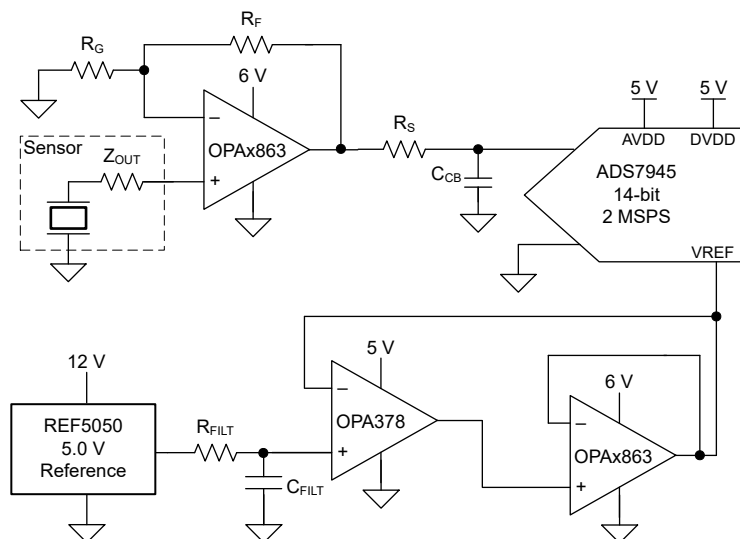 R_G
R_F
6 V
−
OPAx863
+
Sensor
Z_OUT
R_S
C_CB
5 V
5 V
AVDD
DVDD
ADS7945
14-bit
2 MSPS
VREF
12 V
REF5050
5.0 V
Reference
R_FILT
C_FILT
5 V
−
OPA378
+
6 V
−
OPAx863
+